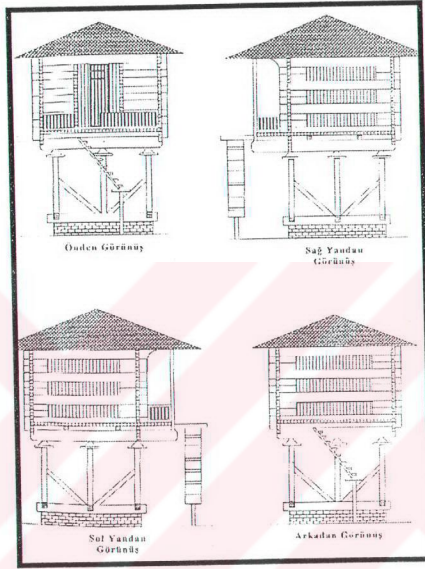 Önden Görünüş
Sağ Yandan
Görünüş
Sol Yandan
Görünüş
Arkadan Görünüş